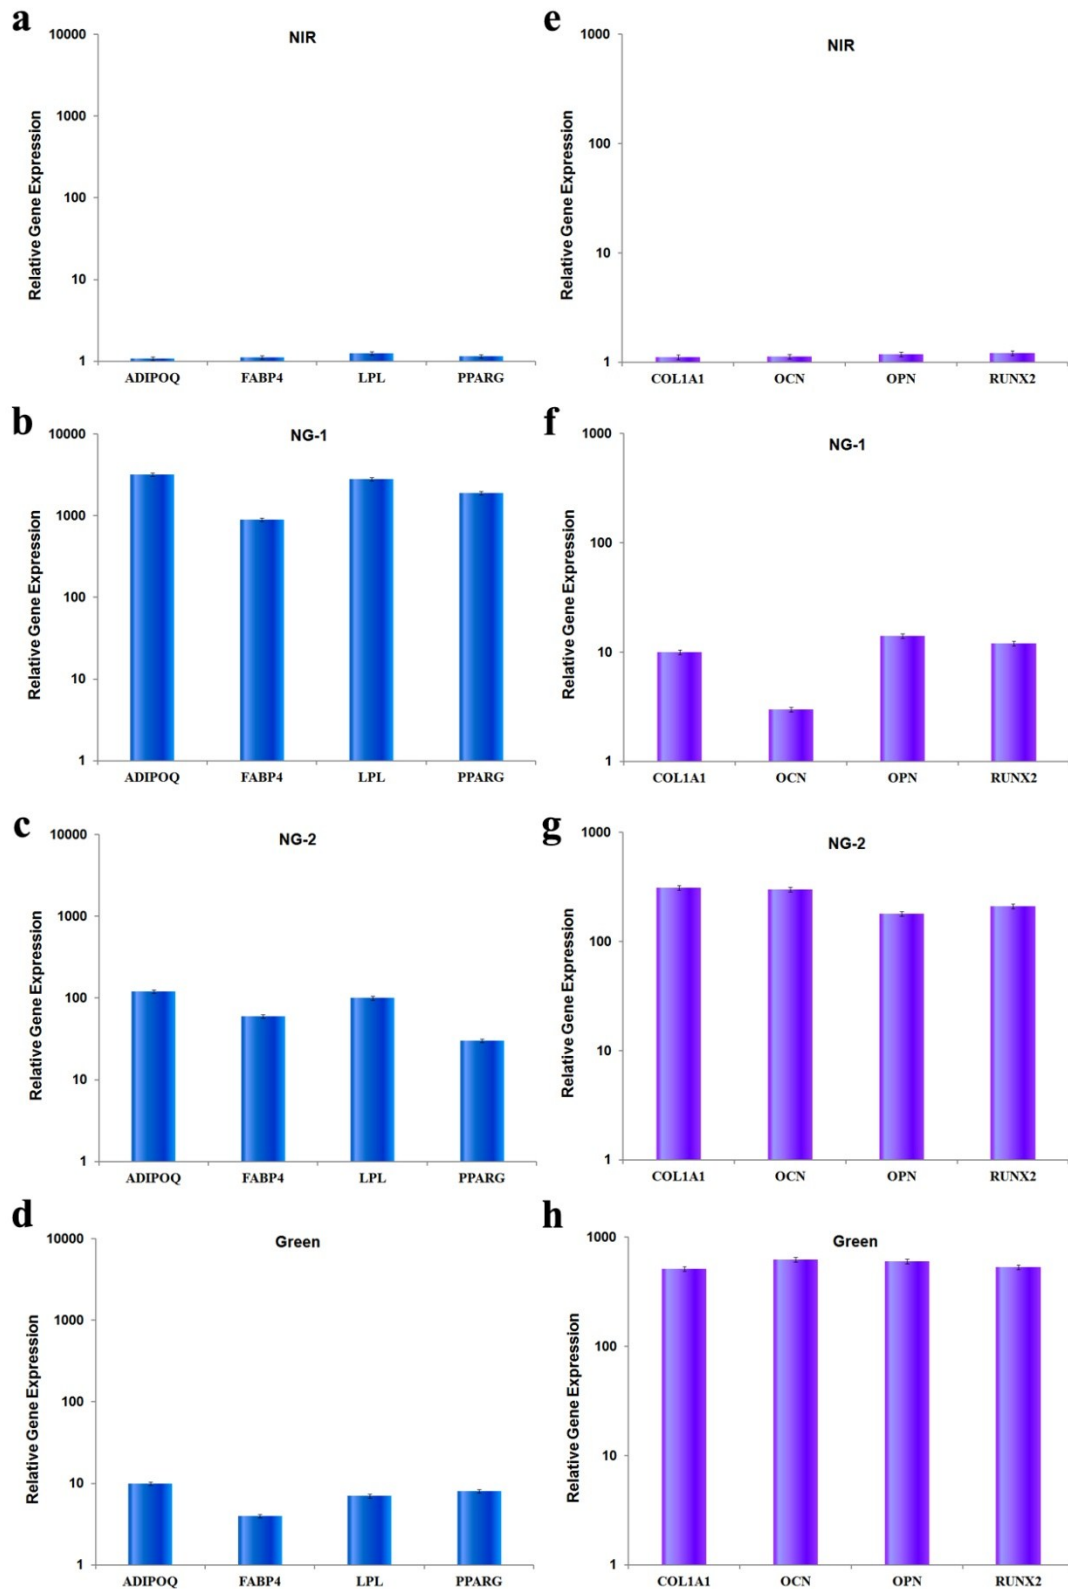 a
NIR
10000
1000
100
10
1
Relative Gene Expression
ADIPOQ FABP4 LPL PPARG
e
NIR
1000
100
10
1
Relative Gene Expression
COL1A1 OCN OPN RUNX2
b
NG-1
10000
1000
100
10
1
Relative Gene Expression
ADIPOQ FABP4 LPL PPARG
f
NG-1
1000
100
10
1
Relative Gene Expression
COL1A1 OCN OPN RUNX2
c
NG-2
10000
1000
100
10
1
Relative Gene Expression
ADIPOQ FABP4 LPL PPARG
g
NG-2
1000
100
10
1
Relative Gene Expression
COL1A1 OCN OPN RUNX2
d
Green
10000
1000
100
10
1
Relative Gene Expression
ADIPOQ FABP4 LPL PPARG
h
Green
1000
100
10
1
Relative Gene Expression
COL1A1 OCN OPN RUNX2